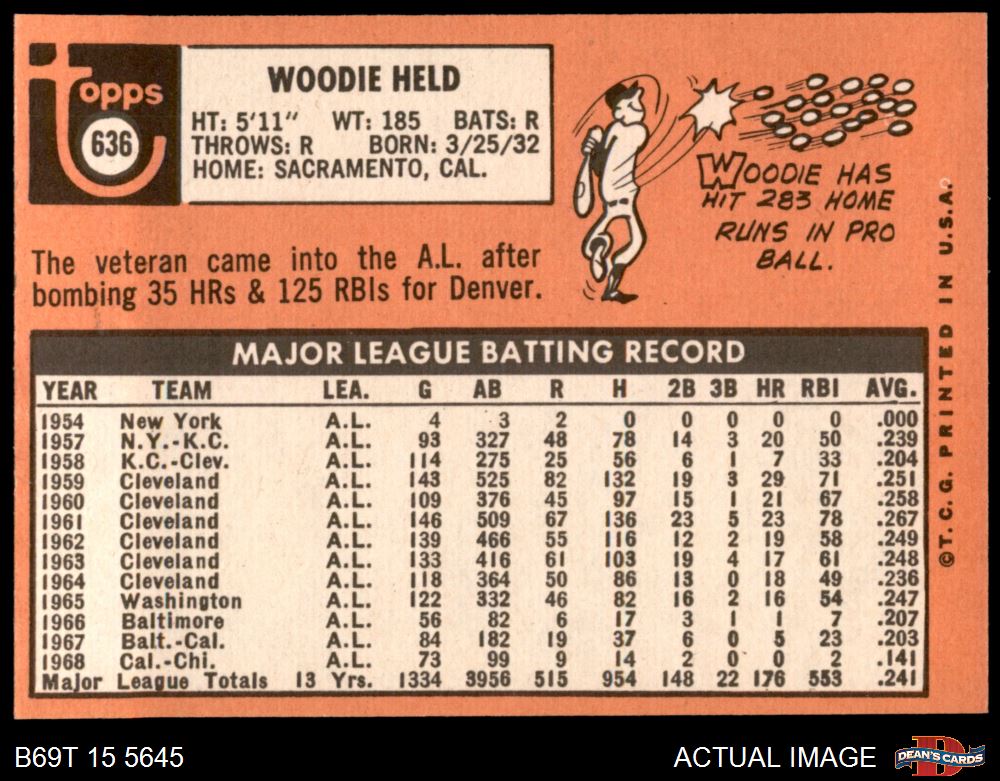 Topps
636
WOODIE HELD
HT: 5'11" WT: 185 BATS: R
THROWS: R BORN: 3/25/32
HOME: SACRAMENTO, CAL.
WOODIE HAS
HIT 283 HOME
RUNS IN PRO
BALL.
The veteran came into the A.L. after
bombing 35 HRs & 125 RBIs for Denver.
MAJOR LEAGUE BATTING RECORD
YEAR TEAM LEA. G AB R H 2B 3B HR RBI AVG.
1954 New York A.L. 4 3 2 0 0 0 0 0 .000
1957 N.Y.-K.C. A.L. 93 327 48 78 14 3 20 50 .239
1958 K.C.-Clev. A.L. 114 275 25 56 6 1 7 33 .204
1959 Cleveland A.L. 143 525 82 132 19 3 29 71 .251
1960 Cleveland A.L. 109 376 45 97 15 1 21 67 .258
1961 Cleveland A.L. 146 509 67 136 23 5 23 78 .267
1962 Cleveland A.L. 139 466 55 116 12 2 19 58 .249
1963 Cleveland A.L. 133 416 61 103 19 4 17 61 .248
1964 Cleveland A.L. 118 364 50 86 13 0 18 49 .236
1965 Washington A.L. 122 332 46 82 16 2 16 54 .247
1966 Baltimore A.L. 56 82 6 17 3 1 1 7 .207
1967 Balt.-Cal. A.L. 84 182 19 37 6 0 5 23 .203
1968 Cal.-Chi. A.L. 73 99 9 14 2 0 0 2 .141
Major League Totals 13 Yrs. 1334 3956 515 954 148 22 176 553 .241
©T.C.G. PRINTED IN U.S.A.
B69T 15 5645
ACTUAL IMAGE
DEAN'S CARDS